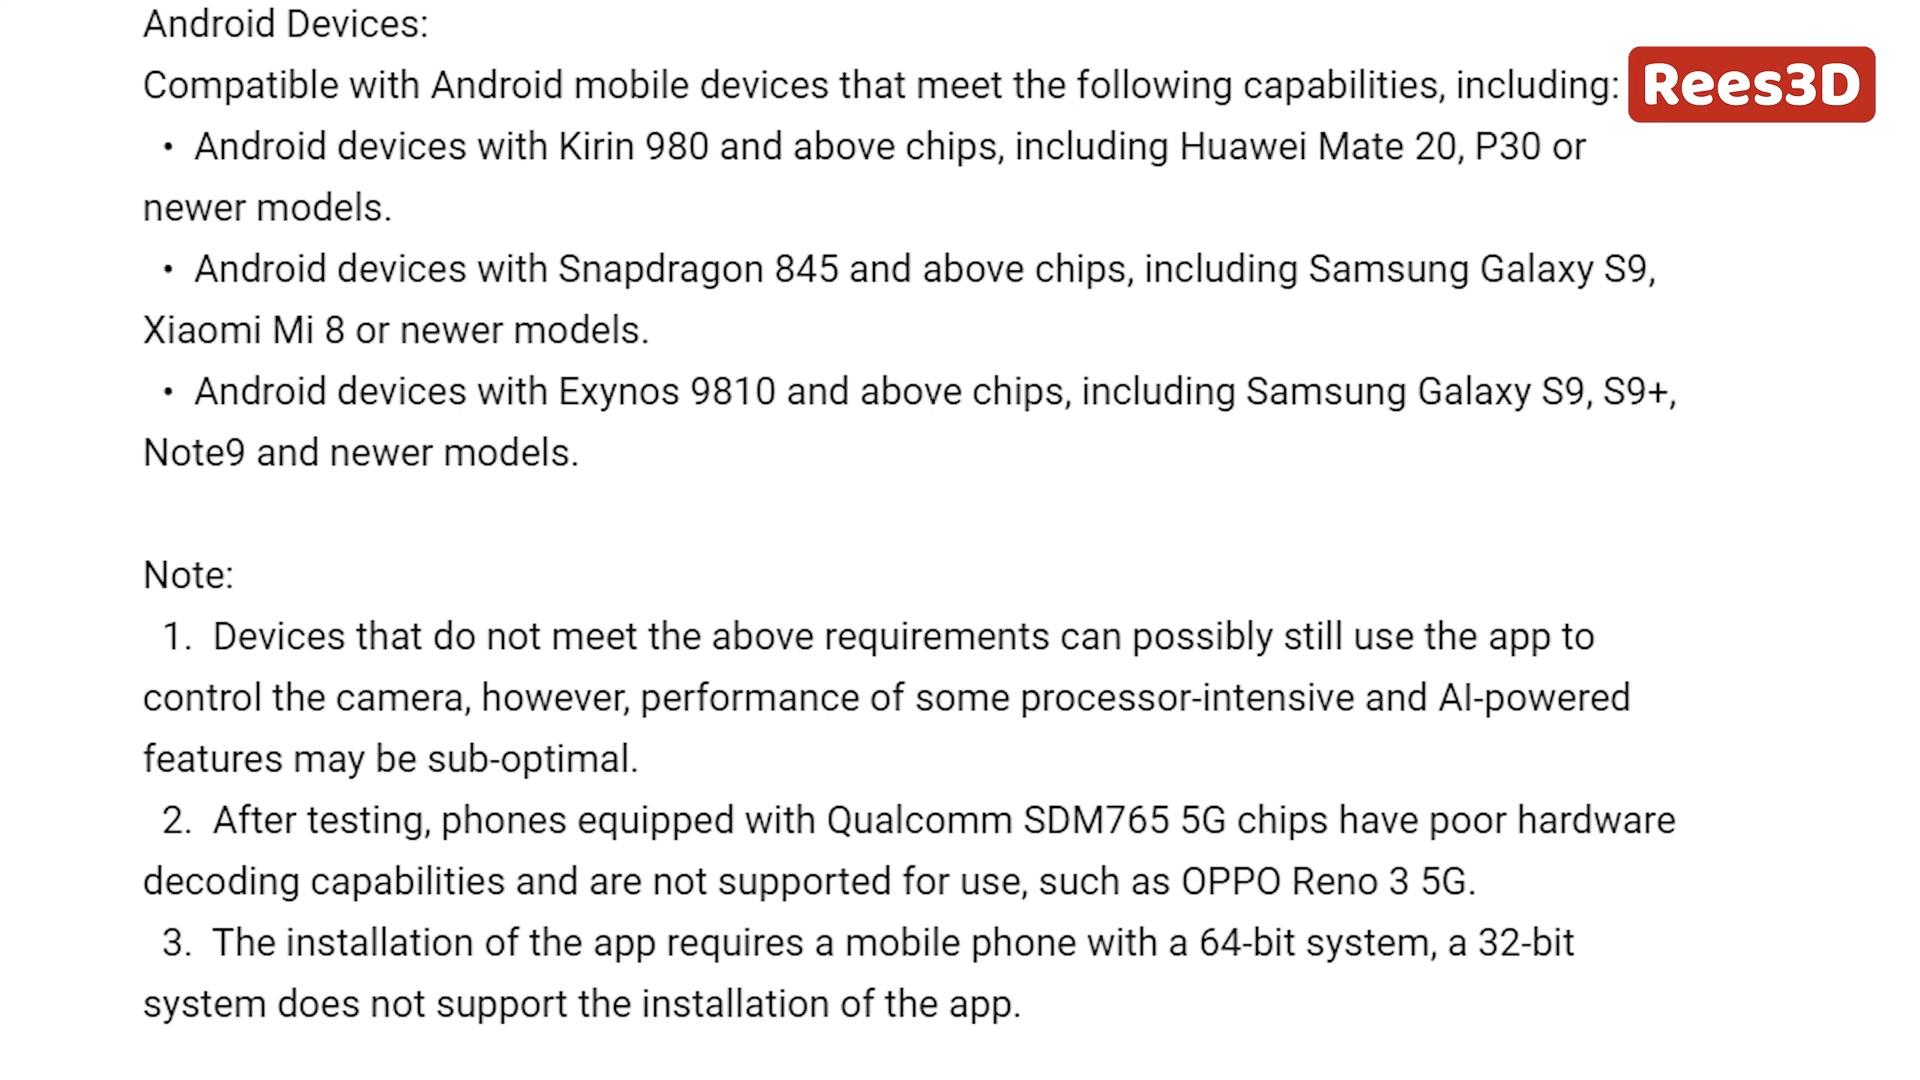 Android Devices:
Compatible with Android mobile devices that meet the following capabilities, including:
Rees3D
• Android devices with Kirin 980 and above chips, including Huawei Mate 20, P30 or
newer models.
• Android devices with Snapdragon 845 and above chips, including Samsung Galaxy S9,
Xiaomi Mi 8 or newer models.
• Android devices with Exynos 9810 and above chips, including Samsung Galaxy S9, S9+,
Note9 and newer models.
Note:
1. Devices that do not meet the above requirements can possibly still use the app to
control the camera, however, performance of some processor-intensive and AI-powered
features may be sub-optimal.
2. After testing, phones equipped with Qualcomm SDM765 5G chips have poor hardware
decoding capabilities and are not supported for use, such as OPPO Reno 3 5G.
3. The installation of the app requires a mobile phone with a 64-bit system, a 32-bit
system does not support the installation of the app.